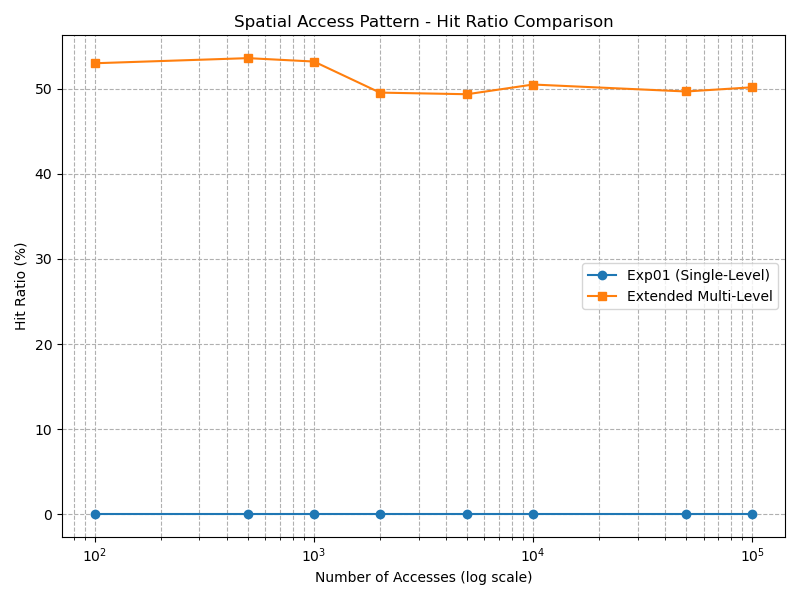 Spatial Access Pattern - Hit Ratio Comparison
Hit Ratio (%)
50
40
30
20
10
0
Exp01 (Single-Level)
Extended Multi-Level
10² 10³ 10⁴ 10⁵
Number of Accesses (log scale)